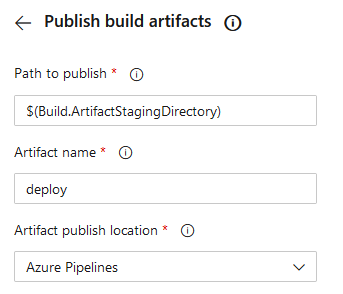 Publish build artifacts
Path to publish *
$(Build.ArtifactStagingDirectory)
Artifact name *
deploy
Artifact publish location *
Azure Pipelines